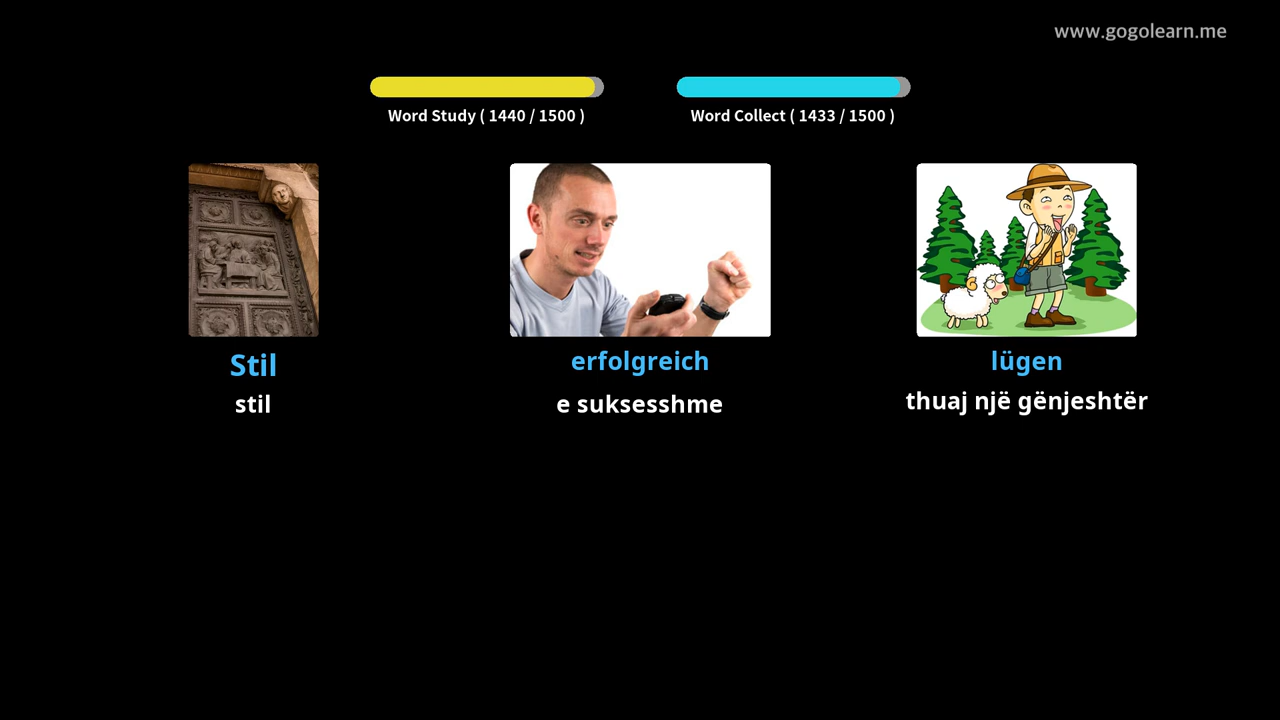 www.gogolearn.me
Word Study ( 1440 / 1500 )
Word Collect ( 1433 / 1500 )
Stil
stil
erfolgreich
e suksesshme
lügen
thuaj një gënjeshtër